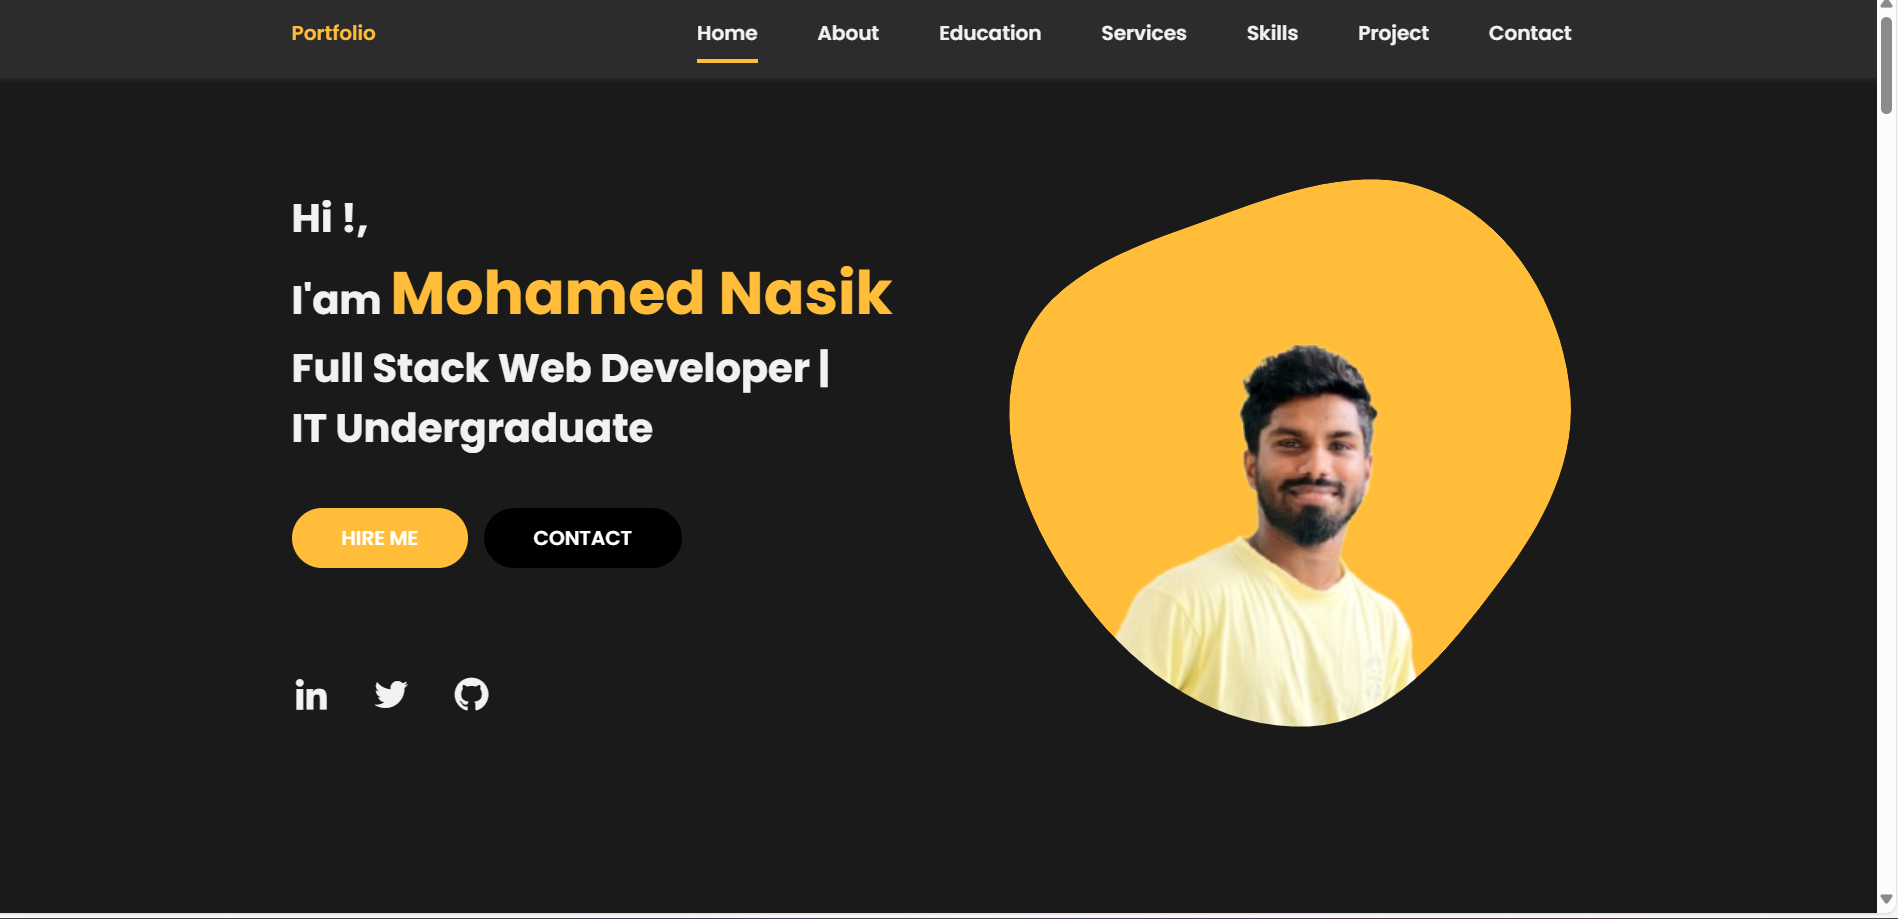 Portfolio Home About Education Services Skills Project Contact
Hi !,
I'am Mohamed Nasik
Full Stack Web Developer |
IT Undergraduate
HIRE ME CONTACT
in